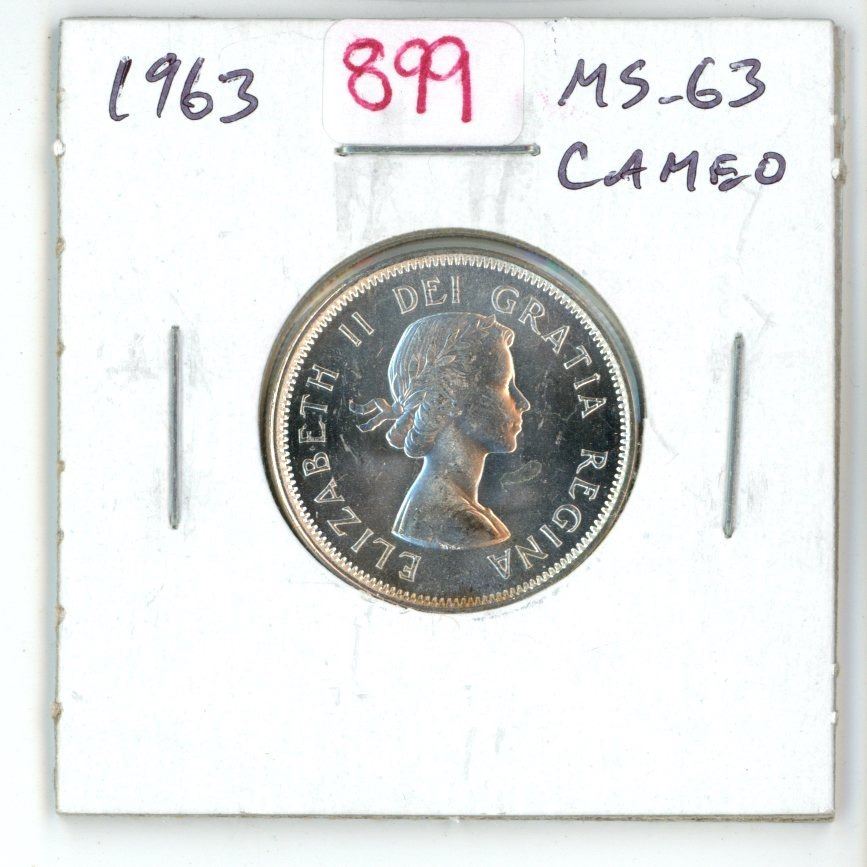 1963
899
MS-63
CAMEO
ELIZABETH II DEI GRATIA REGINA